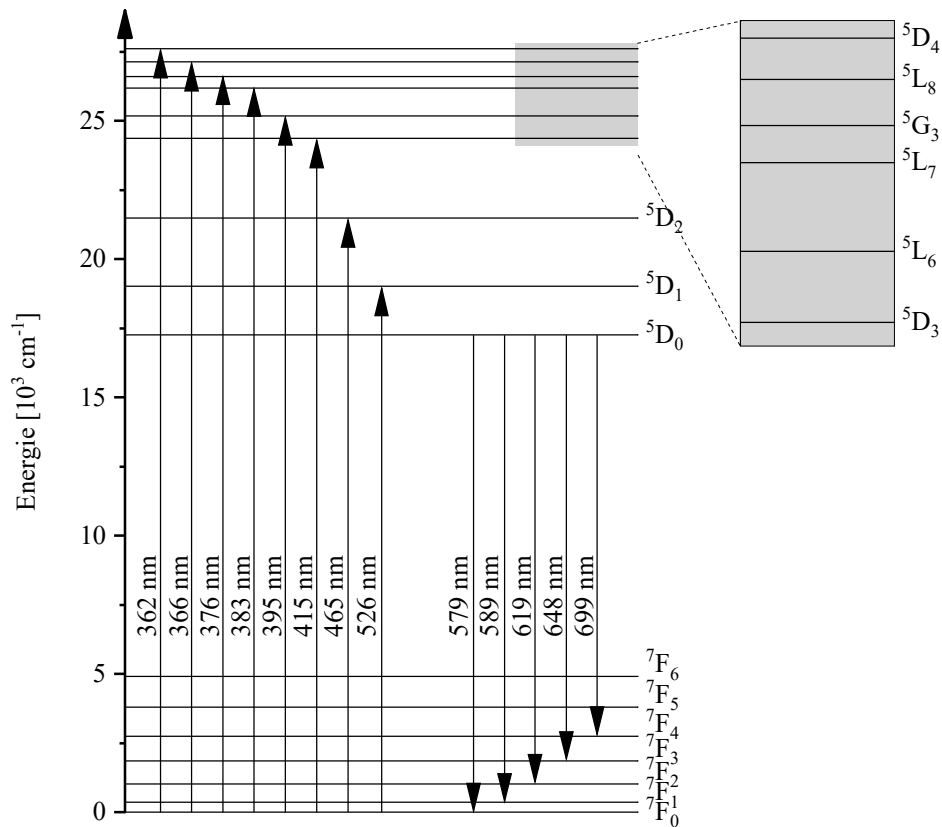 Energie [10³ cm⁻¹]
25
20
15
10
5
0
362 nm
366 nm
376 nm
383 nm
395 nm
415 nm
465 nm
526 nm
579 nm
589 nm
619 nm
648 nm
699 nm
⁵D₂
⁵D₁
⁵D₀
⁷F₆
⁷F₅
⁷F₄
⁷F₃
⁷F₂
⁷F₁
⁷F₀
⁵D₄
⁵L₈
⁵G₃
⁵L₇
⁵L₆
⁵D₃